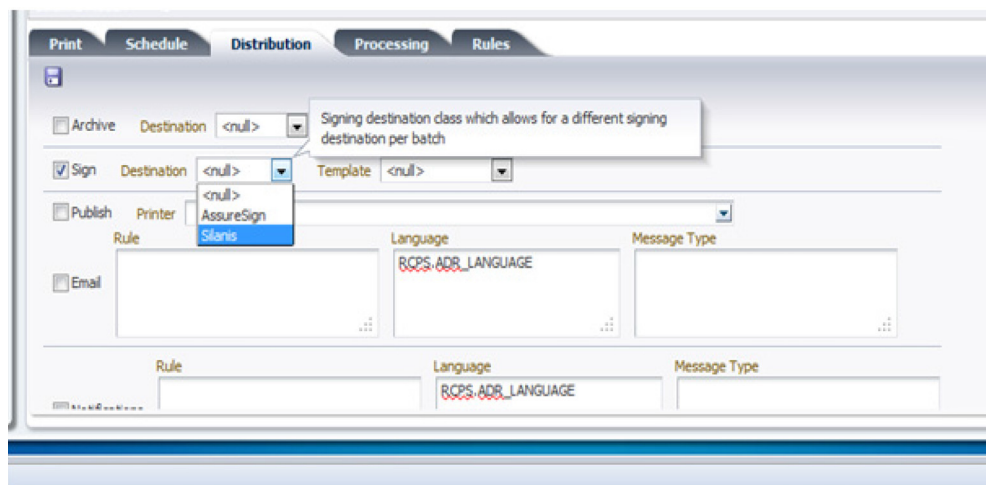 Print Schedule Distribution Processing Rules
Archive Destination <null>
Signing destination class which allows for a different signing
destination per batch
Sign Destination <null> Template <null>
<null>
AssureSign
Silanis
Publish Printer
Rule Language Message Type
RCPS.ADR_LANGUAGE
Email
Rule Language Message Type
RCPS.ADR_LANGUAGE